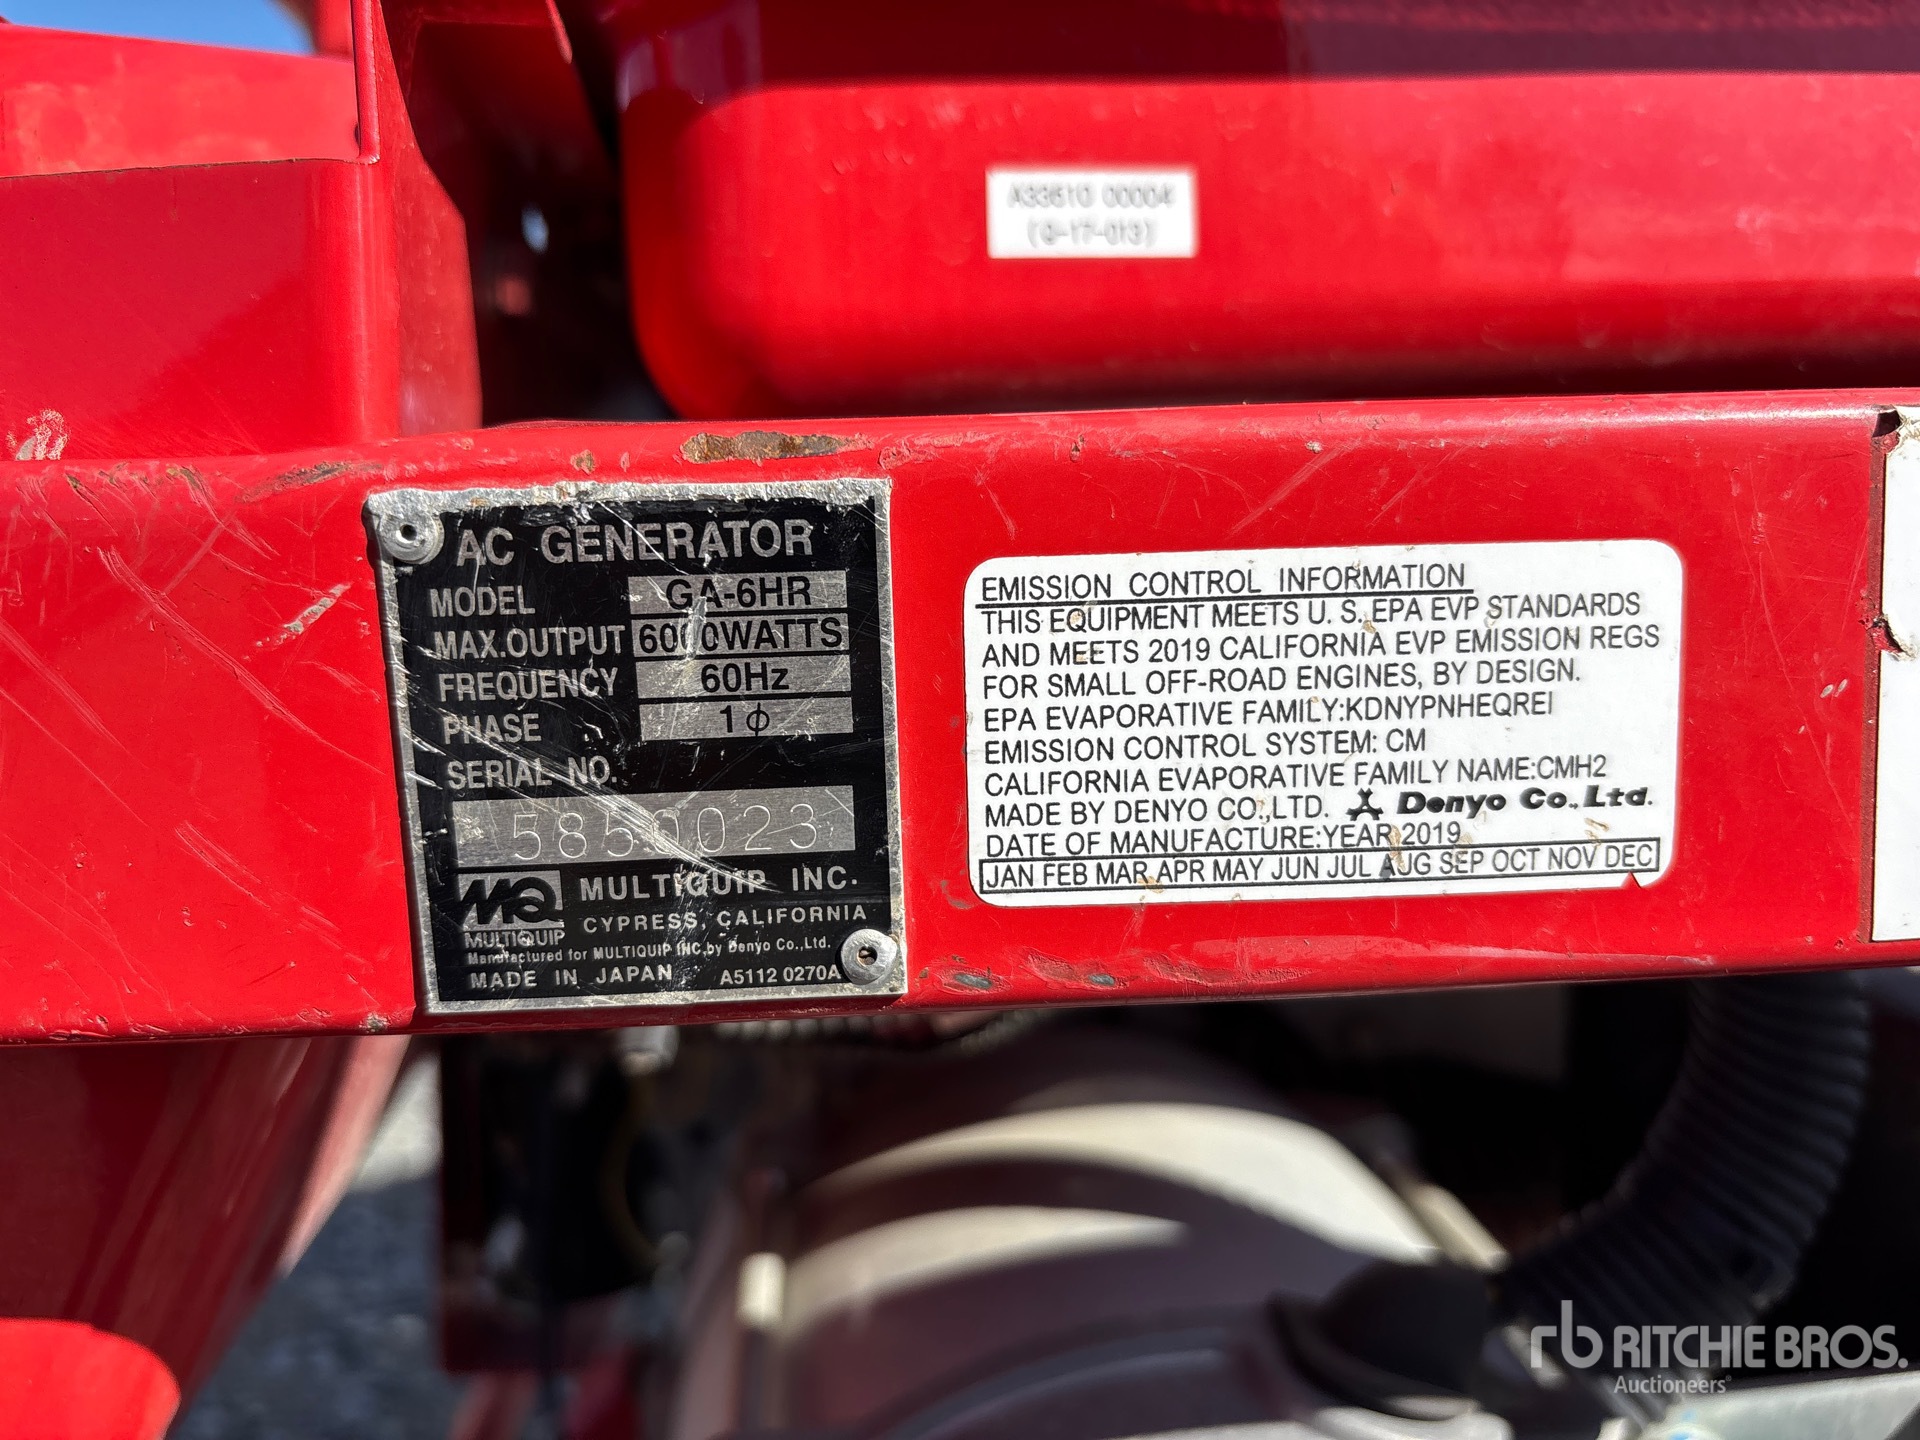 A33610 00004
(Q-17-013)
AC GENERATOR
MODEL GA-6HR
MAX.OUTPUT 6000WATTS
FREQUENCY 60Hz
PHASE 1ϕ
SERIAL NO.
5850023
MQ MULTIQUIP INC.
CYPRESS, CALIFORNIA
MULTIQUIP
Manufactured for MULTIQUIP INC.by Denyo Co.,Ltd.
MADE IN JAPAN A5112 0270A
EMISSION CONTROL INFORMATION
THIS EQUIPMENT MEETS U. S. EPA EVP STANDARDS
AND MEETS 2019 CALIFORNIA EVP EMISSION REGS
FOR SMALL OFF-ROAD ENGINES, BY DESIGN.
EPA EVAPORATIVE FAMILY:KDNYPNHEQREI
EMISSION CONTROL SYSTEM: CM
CALIFORNIA EVAPORATIVE FAMILY NAME:CMH2
MADE BY DENYO CO.,LTD. Denyo Co.,Ltd.
DATE OF MANUFACTURE:YEAR 2019
JAN FEB MAR APR MAY JUN JUL AUG SEP OCT NOV DEC
rb RITCHIE BROS.
Auctioneers